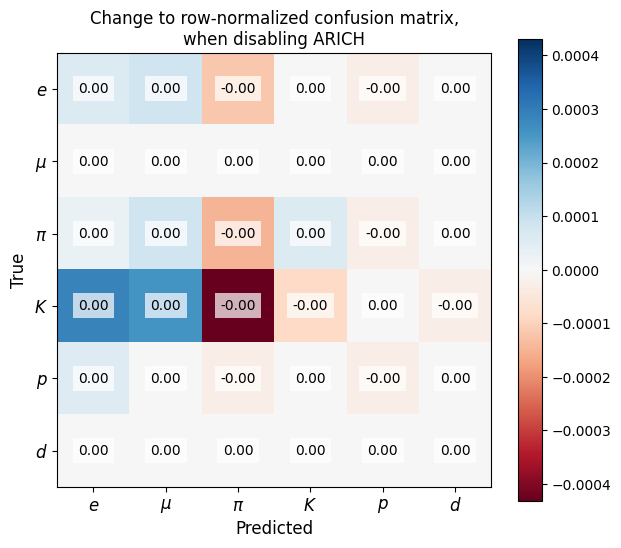 Change to row-normalized confusion matrix,
when disabling ARICH
e 0.00 0.00 -0.00 0.00 -0.00 0.00
μ 0.00 0.00 0.00 0.00 0.00 0.00
π 0.00 0.00 -0.00 0.00 -0.00 0.00
K 0.00 0.00 -0.00 -0.00 0.00 -0.00
p 0.00 0.00 -0.00 0.00 -0.00 0.00
d 0.00 0.00 0.00 0.00 0.00 0.00
e μ π K p d
Predicted
True
0.0004
0.0003
0.0002
0.0001
0.0000
−0.0001
−0.0002
−0.0003
−0.0004